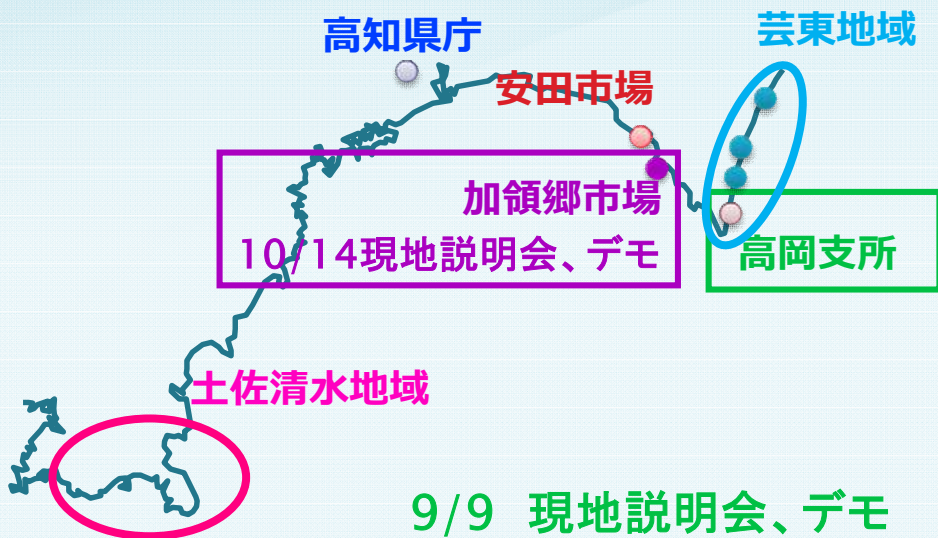 高知県庁
芸東地域
安田市場
加領郷市場
10/14現地説明会、デモ
高岡支所
土佐清水地域
9/9 現地説明会、デモ